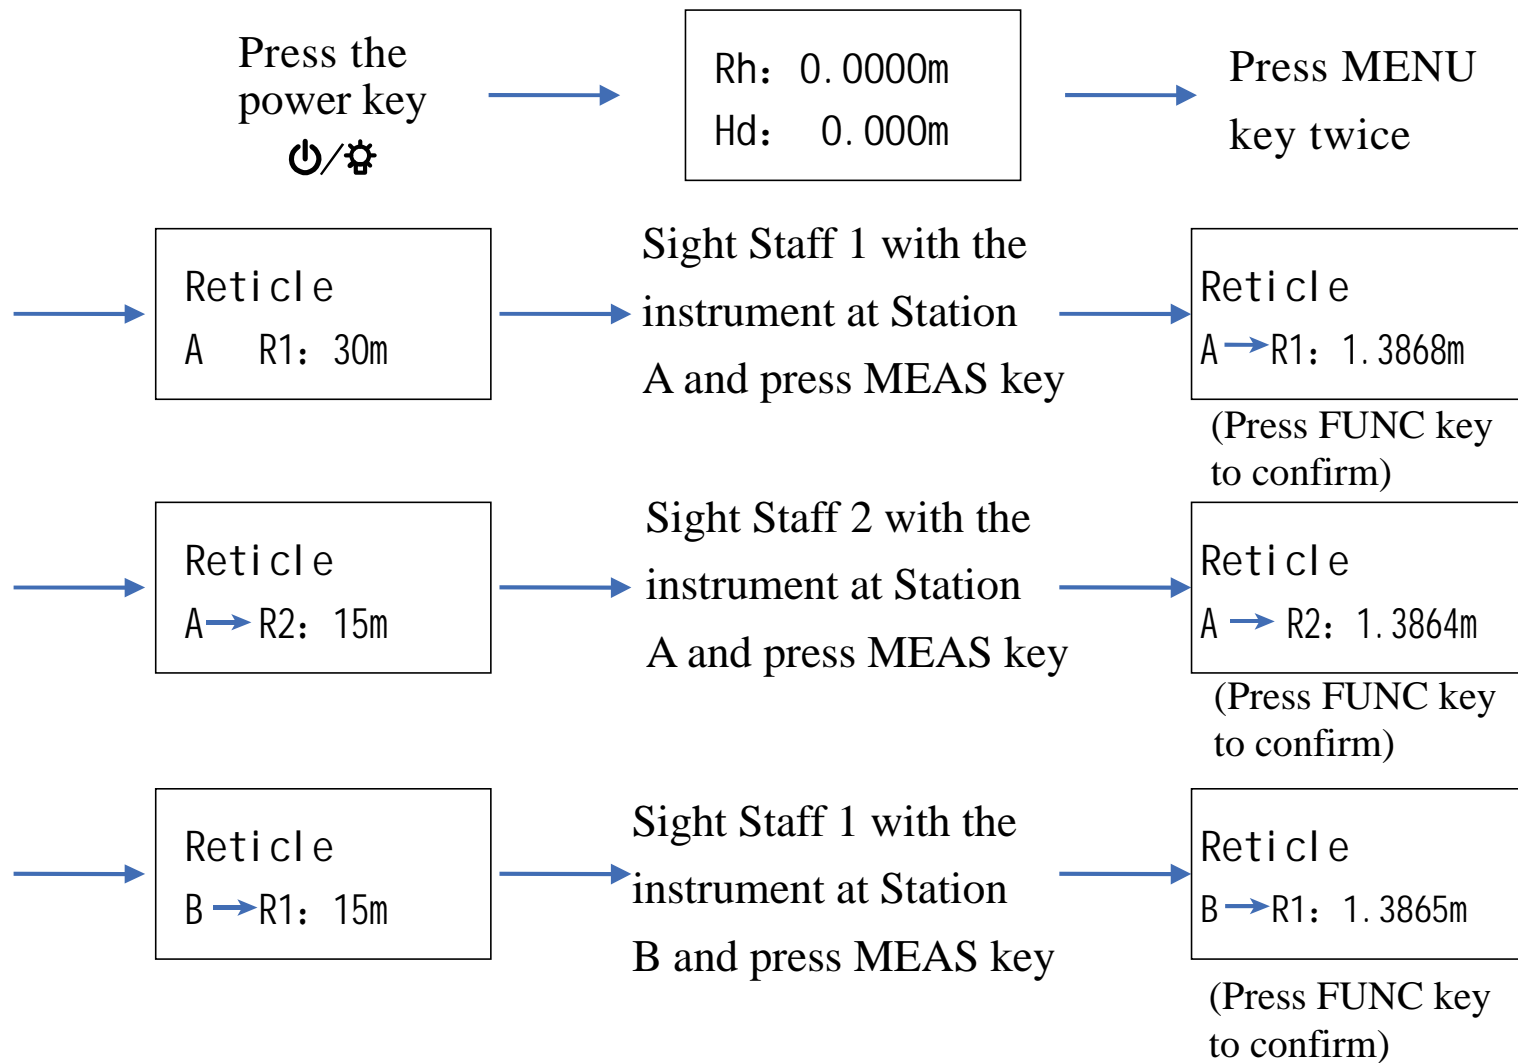 Press the
power key
/
Rh: 0.0000m
Hd: 0.000m
Press MENU
key twice
Reticle
A R1: 30m
Sight Staff 1 with the
instrument at Station
A and press MEAS key
Reticle
A→R1: 1.3868m
(Press FUNC key
to confirm)
Reticle
A→R2: 15m
Sight Staff 2 with the
instrument at Station
A and press MEAS key
Reticle
A→R2: 1.3864m
(Press FUNC key
to confirm)
Reticle
B→R1: 15m
Sight Staff 1 with the
instrument at Station
B and press MEAS key
Reticle
B→R1: 1.3865m
(Press FUNC key
to confirm)